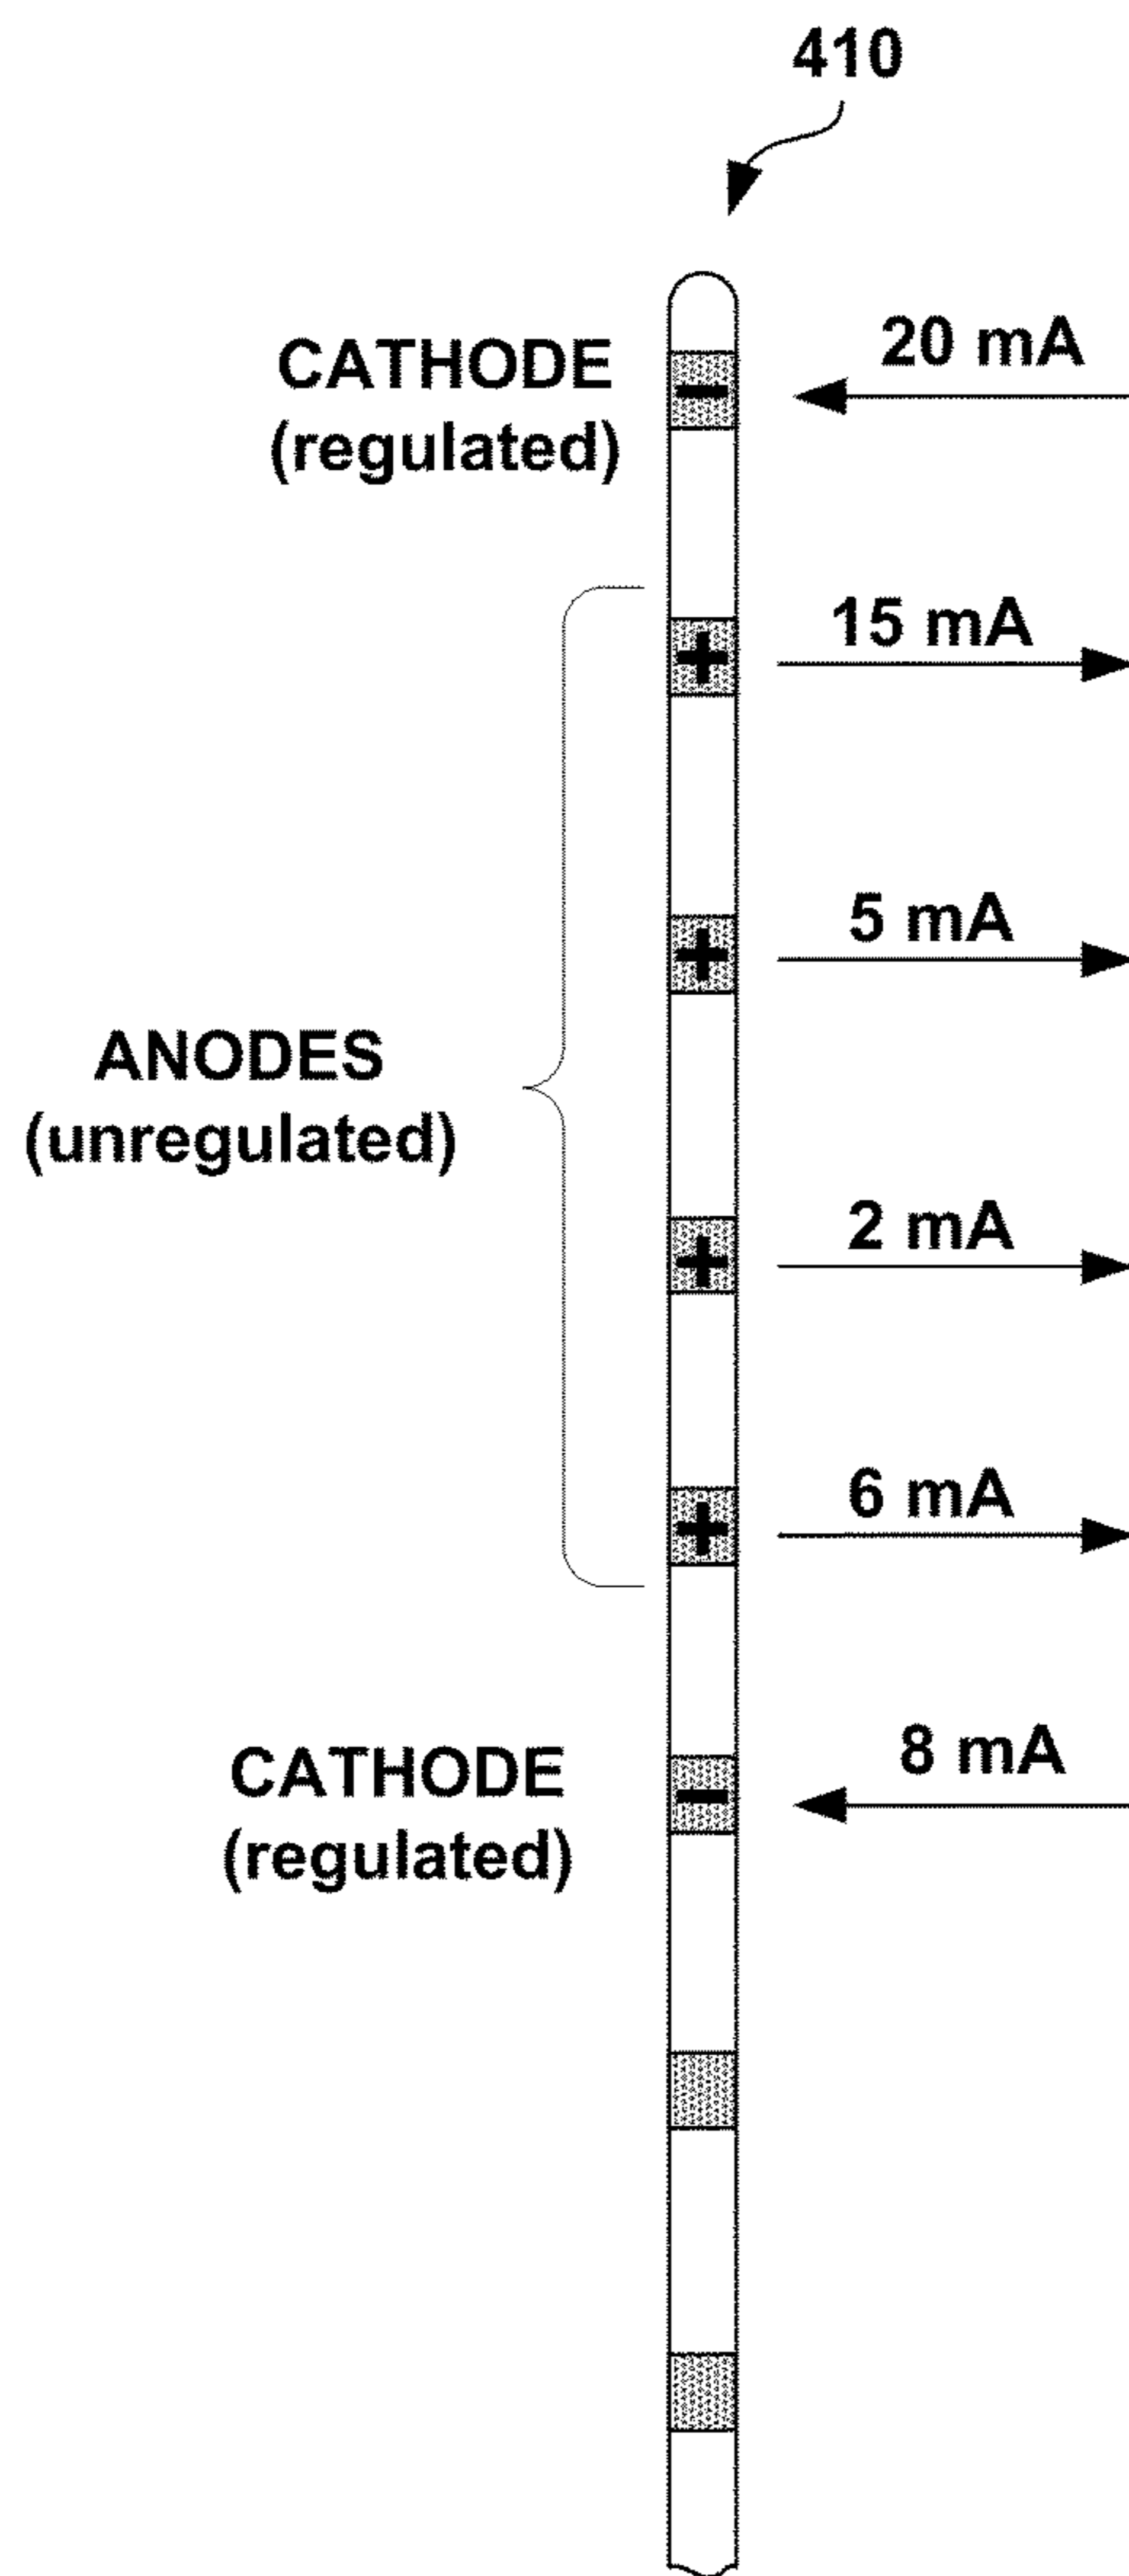 410
CATHODE
(regulated)
20 mA
−
15 mA
+
5 mA
+
ANODES
(unregulated)
2 mA
+
6 mA
+
CATHODE
(regulated)
8 mA
−